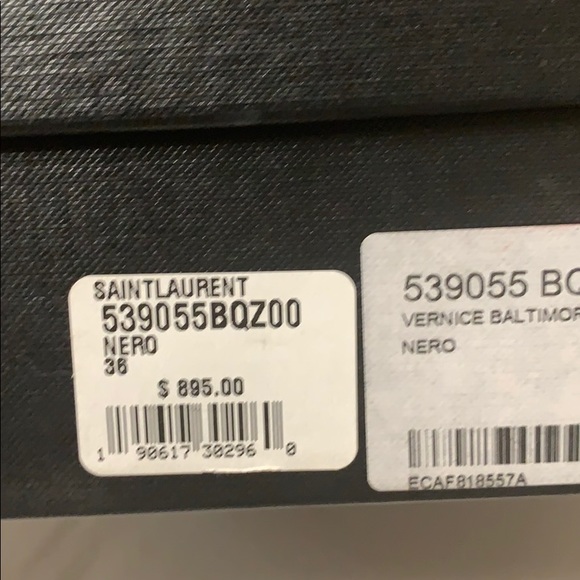 SAINTLAURENT
539055BQZ00
NERO
36
$ 895.00
1 90617 30296 0
539055 BQ
VERNICE BALTIMOR
NERO
ECAF818557A